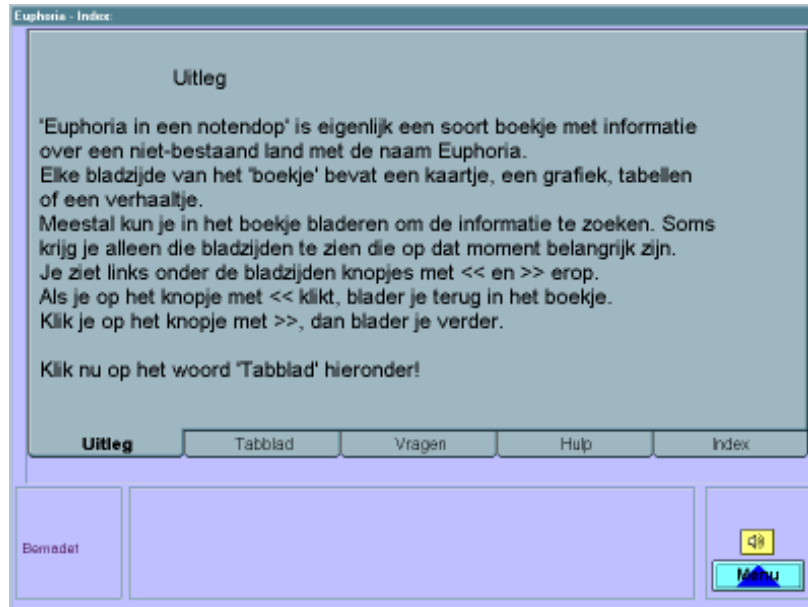 Euphoria - Index:
Uitleg
'Euphoria in een notendop' is eigenlijk een soort boekje met informatie
over een niet-bestaand land met de naam Euphoria.
Elke bladzijde van het 'boekje' bevat een kaartje, een grafiek, tabellen
of een verhaaltje.
Meestal kun je in het boekje bladeren om de informatie te zoeken. Soms
krijg je alleen die bladzijden te zien die op dat moment belangrijk zijn.
Je ziet links onder de bladzijden knopjes met << en >> erop.
Als je op het knopje met << klikt, blader je terug in het boekje.
Klik je op het knopje met >>, dan blader je verder.
Klik nu op het woord 'Tabblad' hieronder!
Uitleg Tabblad Vragen Hulp Index
Bernadet
Menu